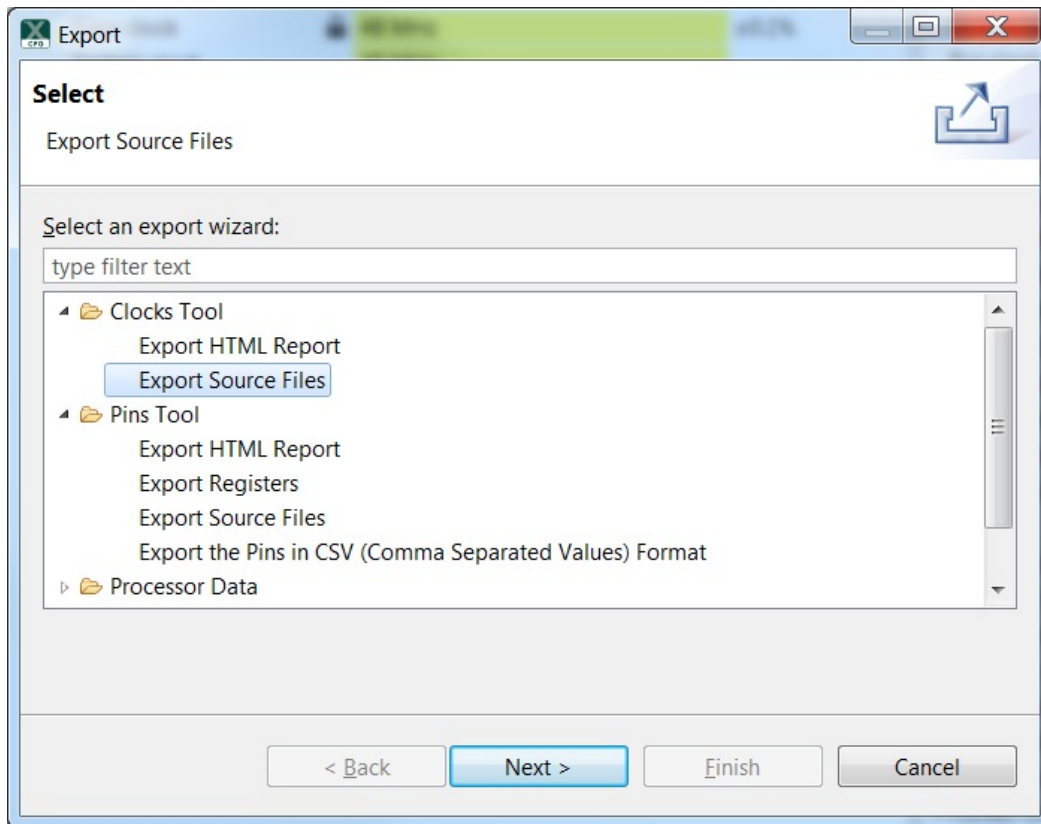 Export
Select
Export Source Files
Select an export wizard:
type filter text
Clocks Tool
Export HTML Report
Export Source Files
Pins Tool
Export HTML Report
Export Registers
Export Source Files
Export the Pins in CSV (Comma Separated Values) Format
Processor Data
< Back Next > Finish Cancel